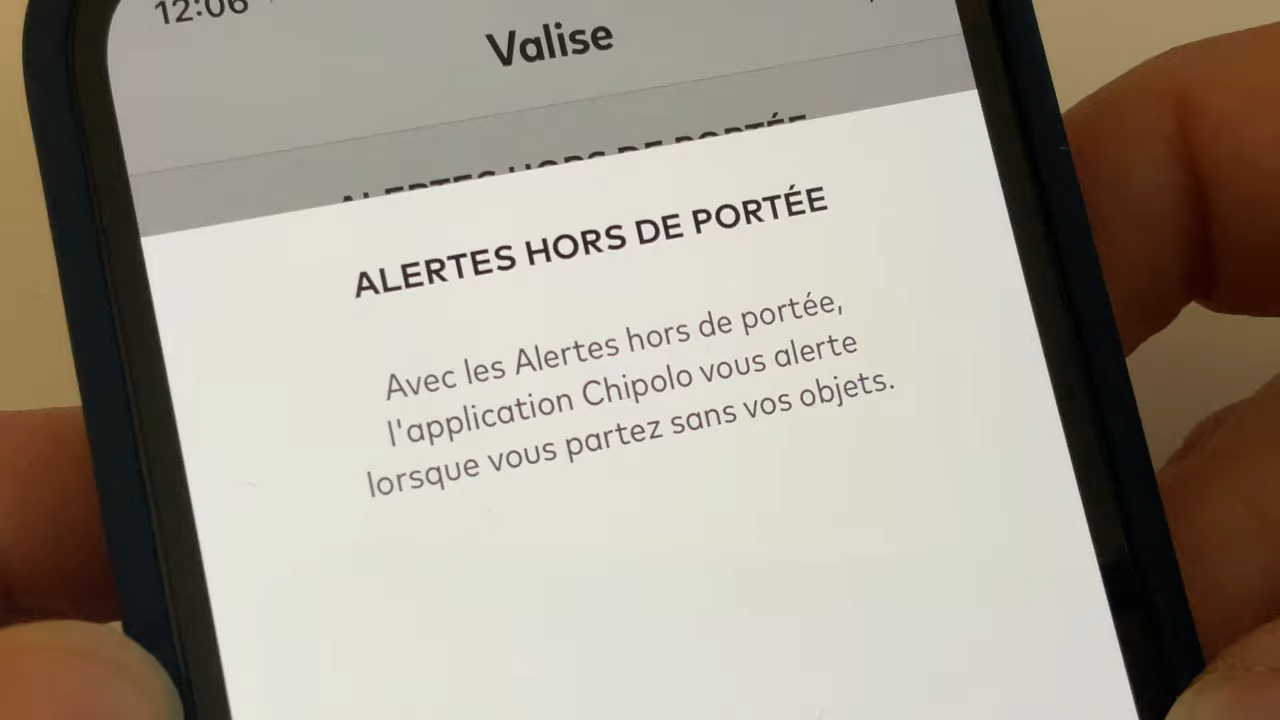 12:06
Valise
ALERTES HORS DE PORTÉE
ALERTES HORS DE PORTÉE
Avec les Alertes hors de portée,
l'application Chipolo vous alerte
lorsque vous partez sans vos objets.